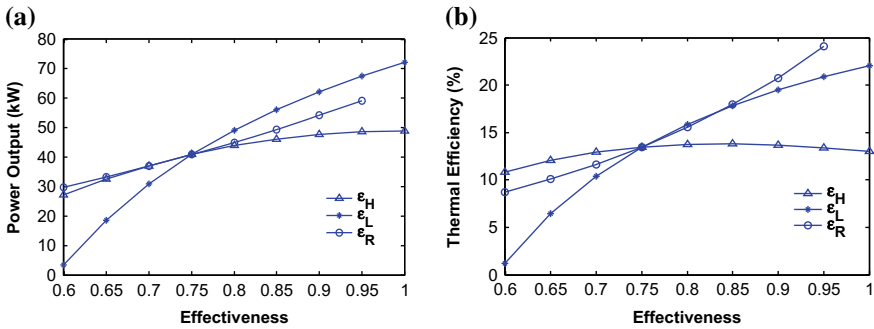 (a)
80
70
60
50
40
30
20
10
0
Power Output (kW)
0.6 0.65 0.7 0.75 0.8 0.85 0.9 0.95 1
Effectiveness
εH
εL
εR
(b)
25
20
15
10
5
0
Thermal Efficiency (%)
0.6 0.65 0.7 0.75 0.8 0.85 0.9 0.95 1
Effectiveness
εH
εL
εR